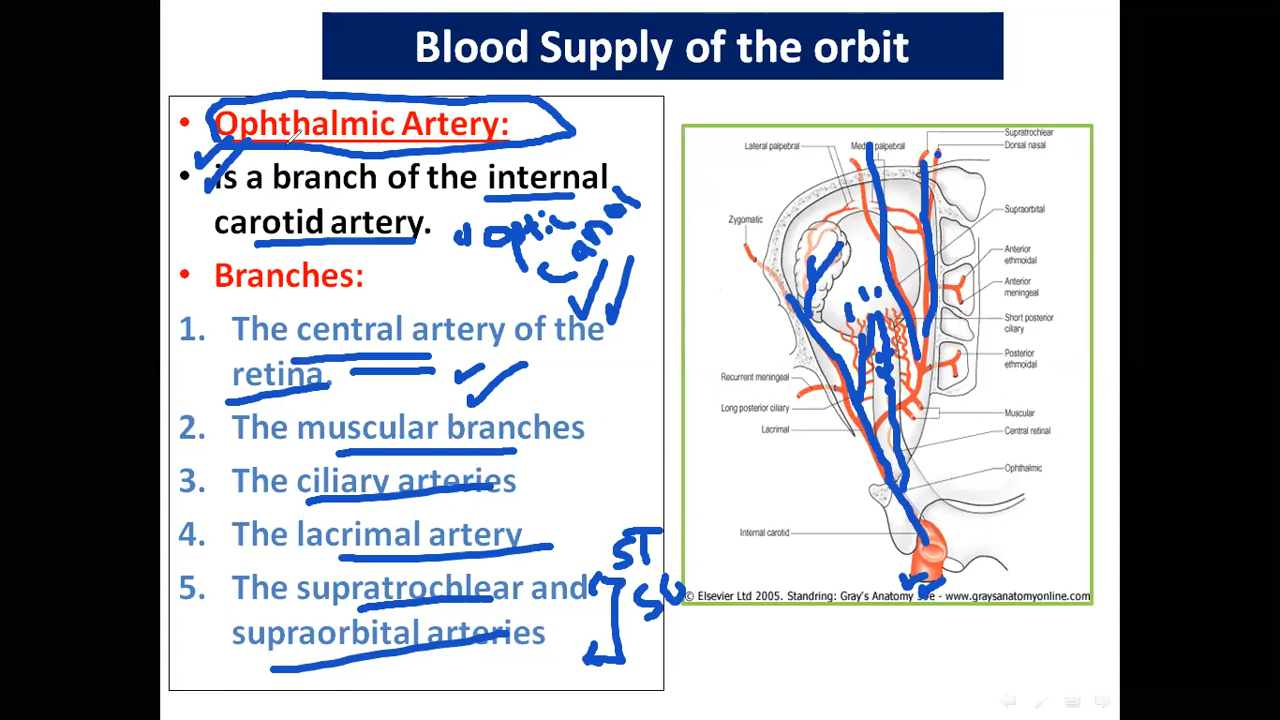 Blood Supply of the orbit
• Ophthalmic Artery:
• is a branch of the internal
carotid artery.
optic
canal
• Branches:
1. The central artery of the
retina.
2. The muscular branches
3. The ciliary arteries
4. The lacrimal artery
5. The supratrochlear and
supraorbital arteries
ST
SO
Supratrochlear
Dorsal nasal
Lateral palpebral
Zygomatic
Supraorbital
Anterior
ethmoidal
Anterior
meningeal
Short posterior
ciliary
Posterior
ethmoidal
Recurrent meningeal
Long posterior ciliary
Lacrimal
Muscular
Central retinal
Ophthalmic
Internal carotid
© Elsevier Ltd 2005. Standring: Gray's Anatomy - www.graysanatomyonline.com